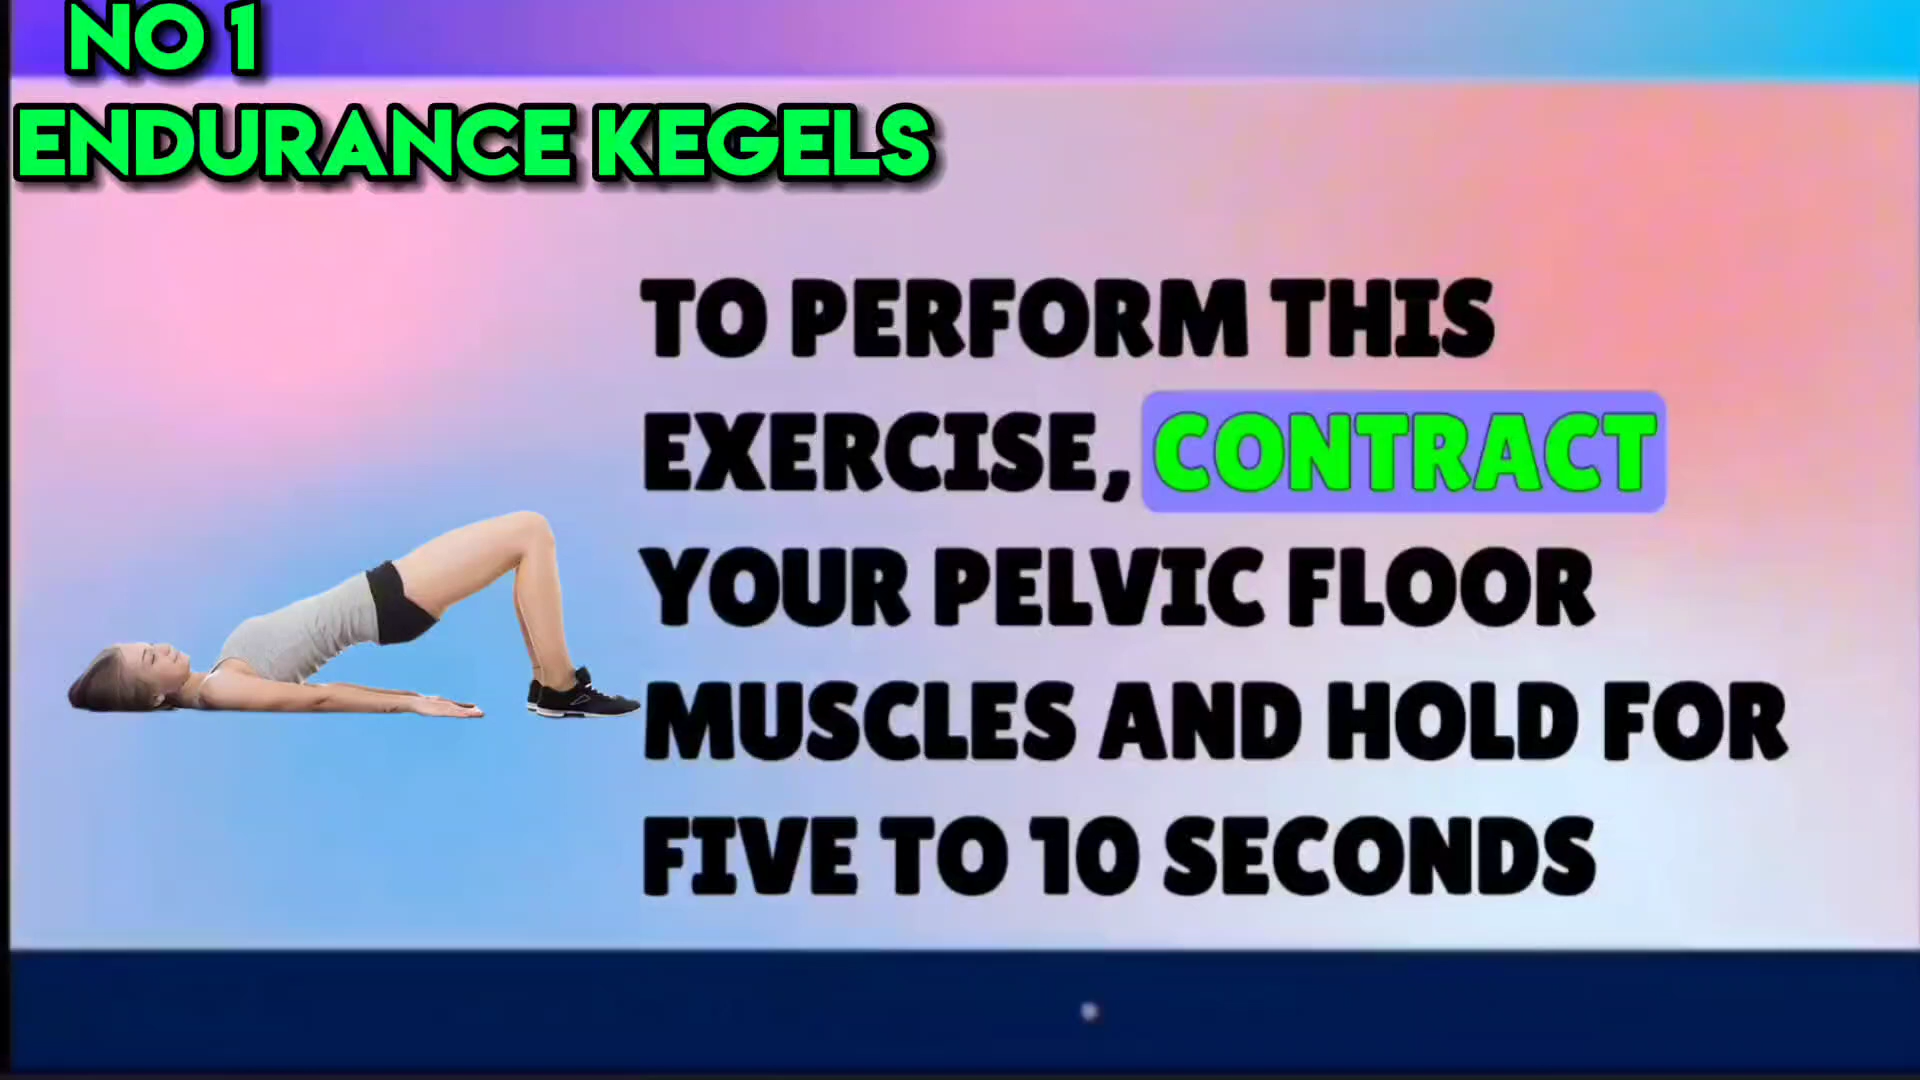 NO 1
ENDURANCE KEGELS
TO PERFORM THIS
EXERCISE, CONTRACT
YOUR PELVIC FLOOR
MUSCLES AND HOLD FOR
FIVE TO 10 SECONDS